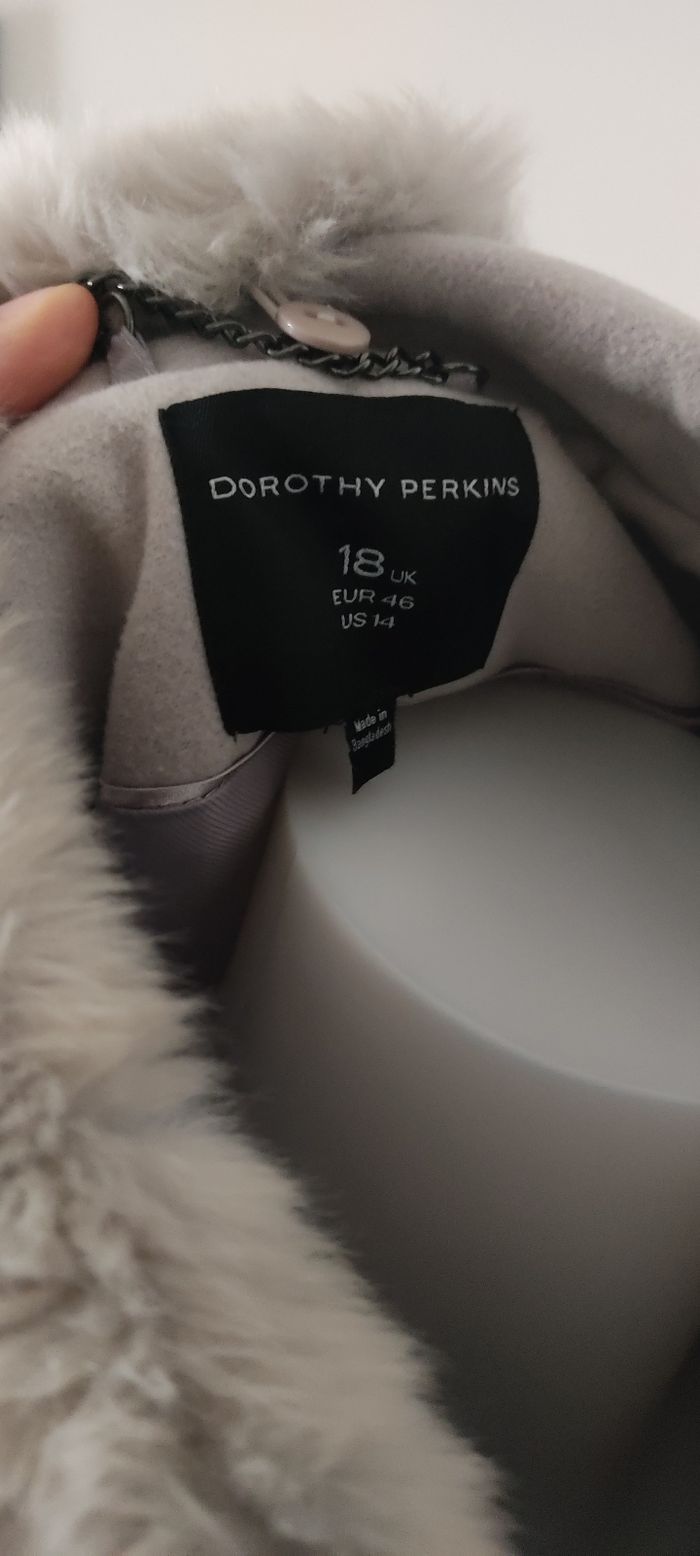 DOROTHY PERKINS
18 UK
EUR 46
US 14
Made in
Bangladesh